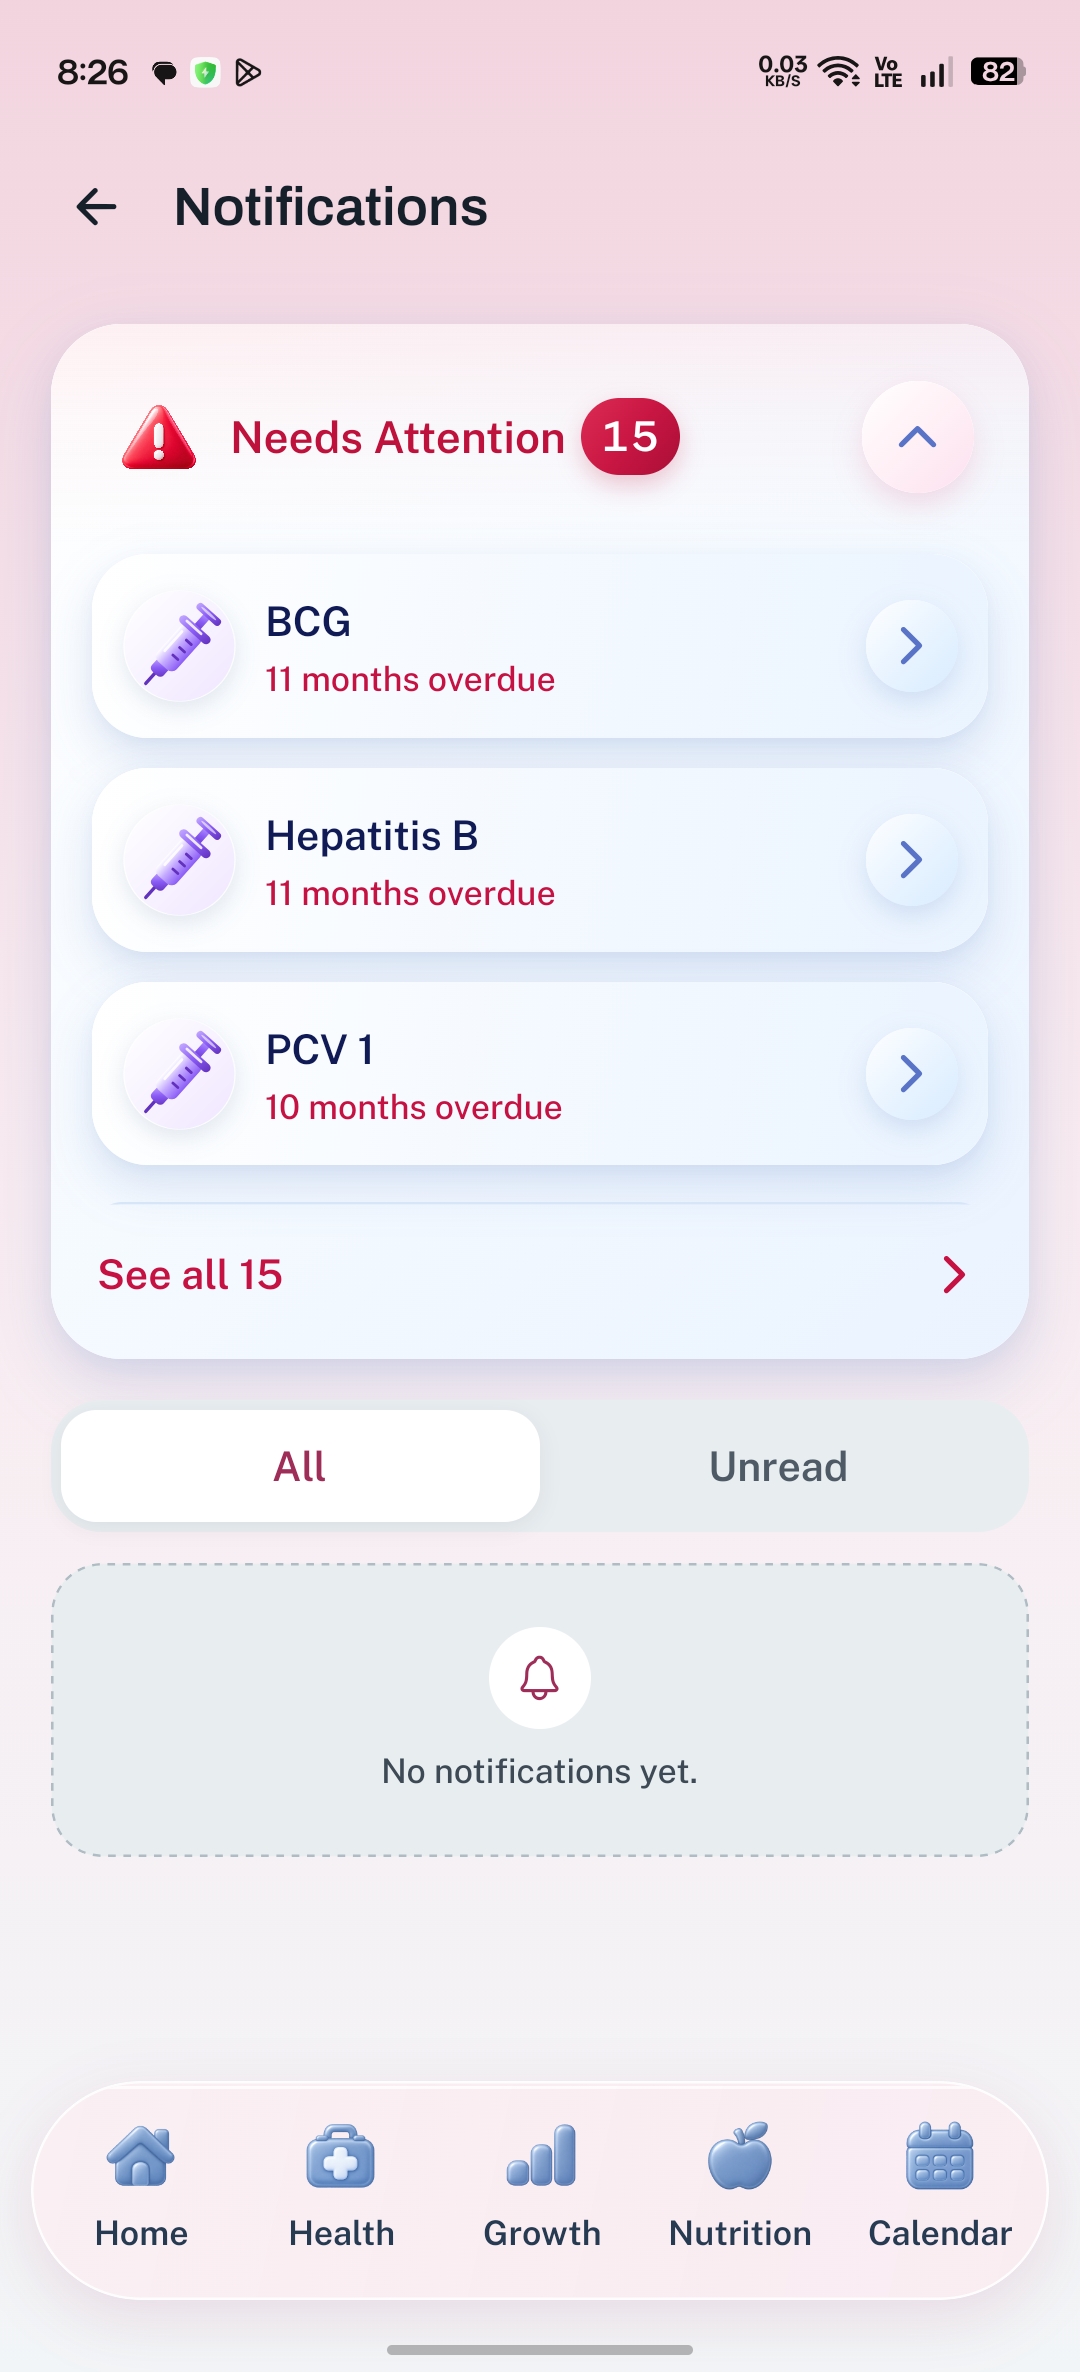 8:26
0.03
KB/S
Vo
LTE
82
Notifications
Needs Attention 15
BCG
11 months overdue
Hepatitis B
11 months overdue
PCV 1
10 months overdue
See all 15
All
Unread
No notifications yet.
Home
Health
Growth
Nutrition
Calendar